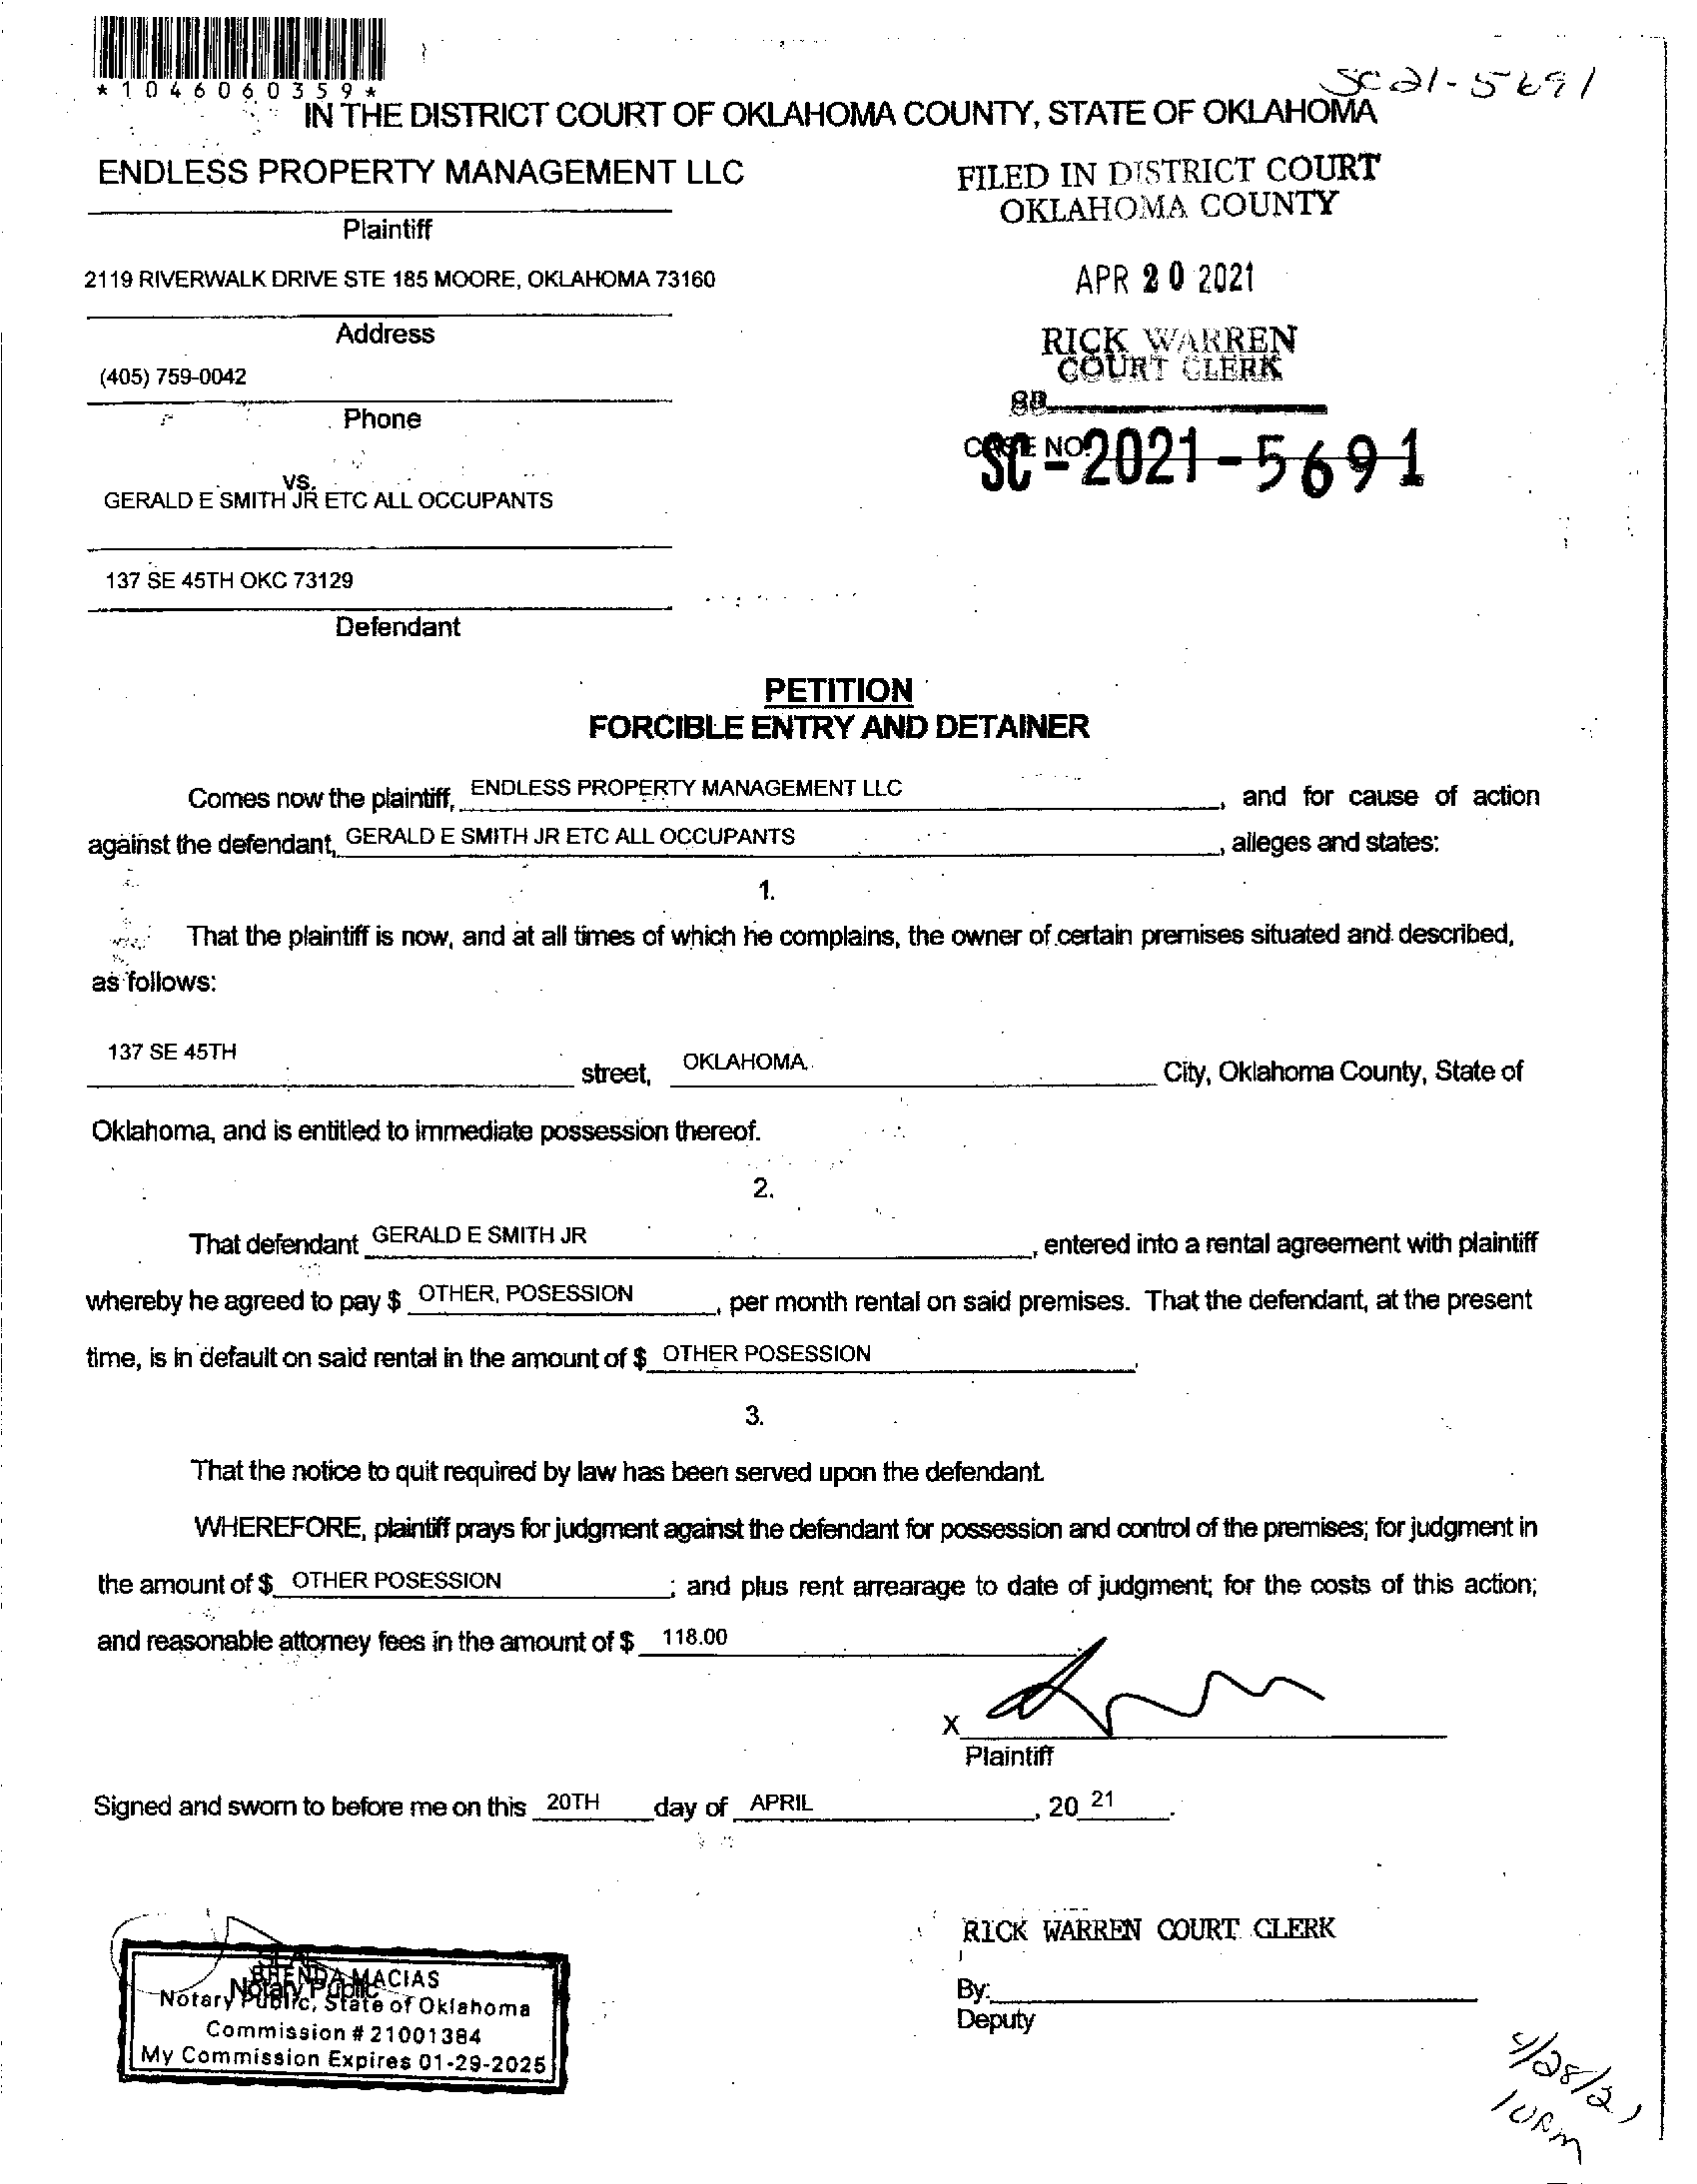 *1046060359*
SC21-5691
IN THE DISTRICT COURT OF OKLAHOMA COUNTY, STATE OF OKLAHOMA
ENDLESS PROPERTY MANAGEMENT LLC
Plaintiff
2119 RIVERWALK DRIVE STE 185 MOORE, OKLAHOMA 73160
Address
(405) 759-0042
Phone
FILED IN DISTRICT COURT
OKLAHOMA COUNTY
APR 20 2021
RICK WARREN
COURT CLERK
CASE NO.
SC-2021-5691
vs.
GERALD E SMITH JR ETC ALL OCCUPANTS
137 SE 45TH OKC 73129
Defendant
PETITION
FORCIBLE ENTRY AND DETAINER
Comes now the plaintiff, ENDLESS PROPERTY MANAGEMENT LLC, and for cause of action
against the defendant, GERALD E SMITH JR ETC ALL OCCUPANTS, alleges and states:
1.
That the plaintiff is now, and at all times of which he complains, the owner of certain premises situated and described,
as follows:
137 SE 45TH street, OKLAHOMA City, Oklahoma County, State of
Oklahoma, and is entitled to immediate possession thereof.
2.
That defendant GERALD E SMITH JR, entered into a rental agreement with plaintiff
whereby he agreed to pay $ OTHER, POSESSION, per month rental on said premises. That the defendant, at the present
time, is in default on said rental in the amount of $ OTHER POSESSION,
3.
That the notice to quit required by law has been served upon the defendant.
WHEREFORE, plaintiff prays for judgment against the defendant for possession and control of the premises; for judgment in
the amount of $ OTHER POSESSION ; and plus rent arrearage to date of judgment; for the costs of this action;
and reasonable attorney fees in the amount of $ 118.00
X
Plaintiff
Signed and sworn to before me on this 20TH day of APRIL, 20 21.
RICK WARREN COURT CLERK
By:
Deputy
SEAL
Notary Public
BRENDA MACIAS
Notary Public, State of Oklahoma
Commission # 21001384
My Commission Expires 01-29-2025
4/28/21